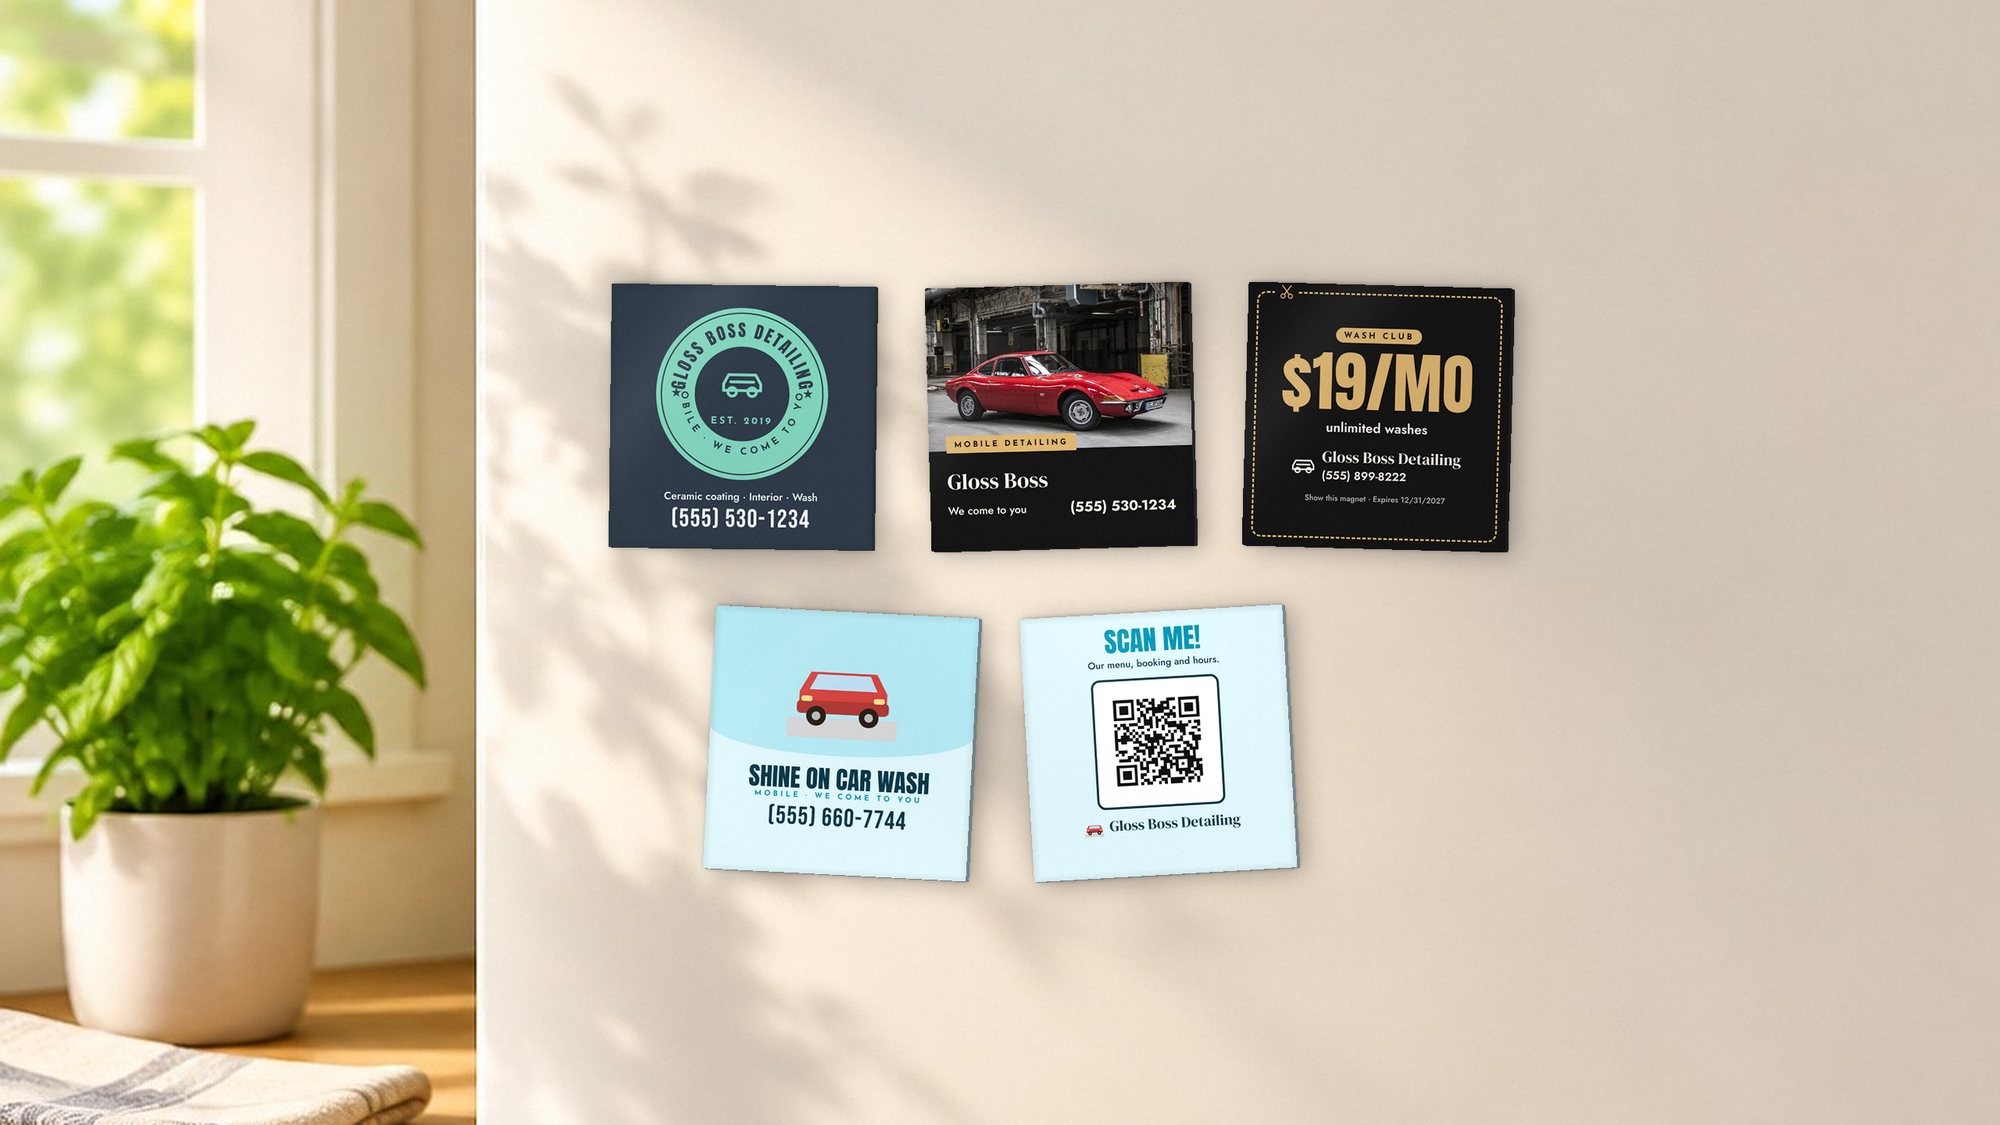 GLOSS BOSS DETAILING
EST. 2019
★MOBILE · WE COME TO YOU★
Ceramic coating · Interior · Wash
(555) 530-1234
MOBILE DETAILING
Gloss Boss
We come to you
(555) 530-1234
WASH CLUB
$19/MO
unlimited washes
Gloss Boss Detailing
(555) 899-8222
Show this magnet · Expires 12/31/2027
SHINE ON CAR WASH
MOBILE · WE COME TO YOU
(555) 660-7744
SCAN ME!
Our menu, booking and hours.
Gloss Boss Detailing